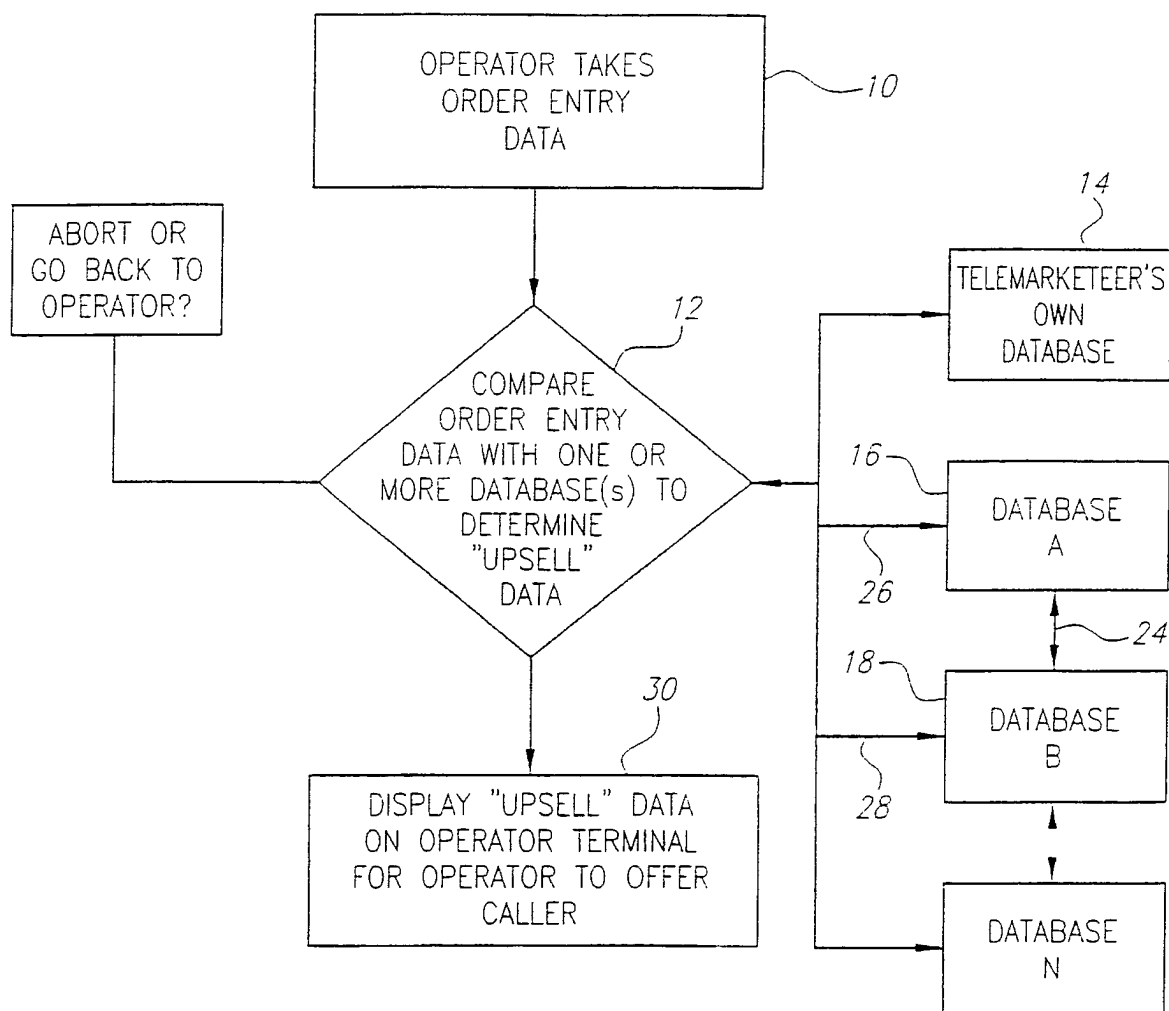 OPERATOR TAKES
ORDER ENTRY
DATA
10
ABORT OR
GO BACK TO
OPERATOR?
12
COMPARE
ORDER ENTRY
DATA WITH ONE OR
MORE DATABASE(s) TO
DETERMINE
"UPSELL"
DATA
14
TELEMARKETEER'S
OWN
DATABASE
16
DATABASE
A
26
24
18
DATABASE
B
28
30
DISPLAY "UPSELL" DATA
ON OPERATOR TERMINAL
FOR OPERATOR TO OFFER
CALLER
DATABASE
N